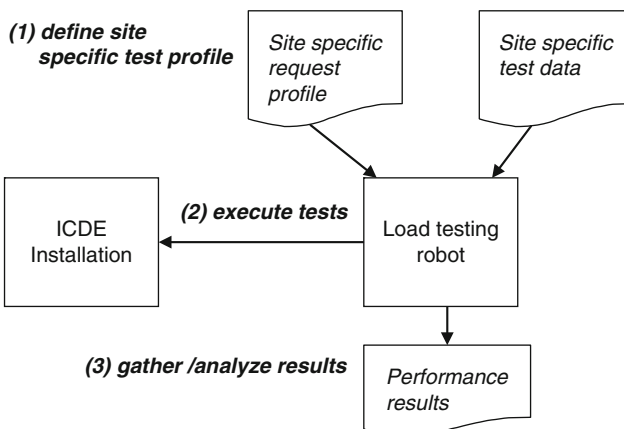 (1) define site
specific test profile
Site specific
request
profile
Site specific
test data
ICDE
Installation
(2) execute tests
Load testing
robot
(3) gather /analyze results
Performance
results